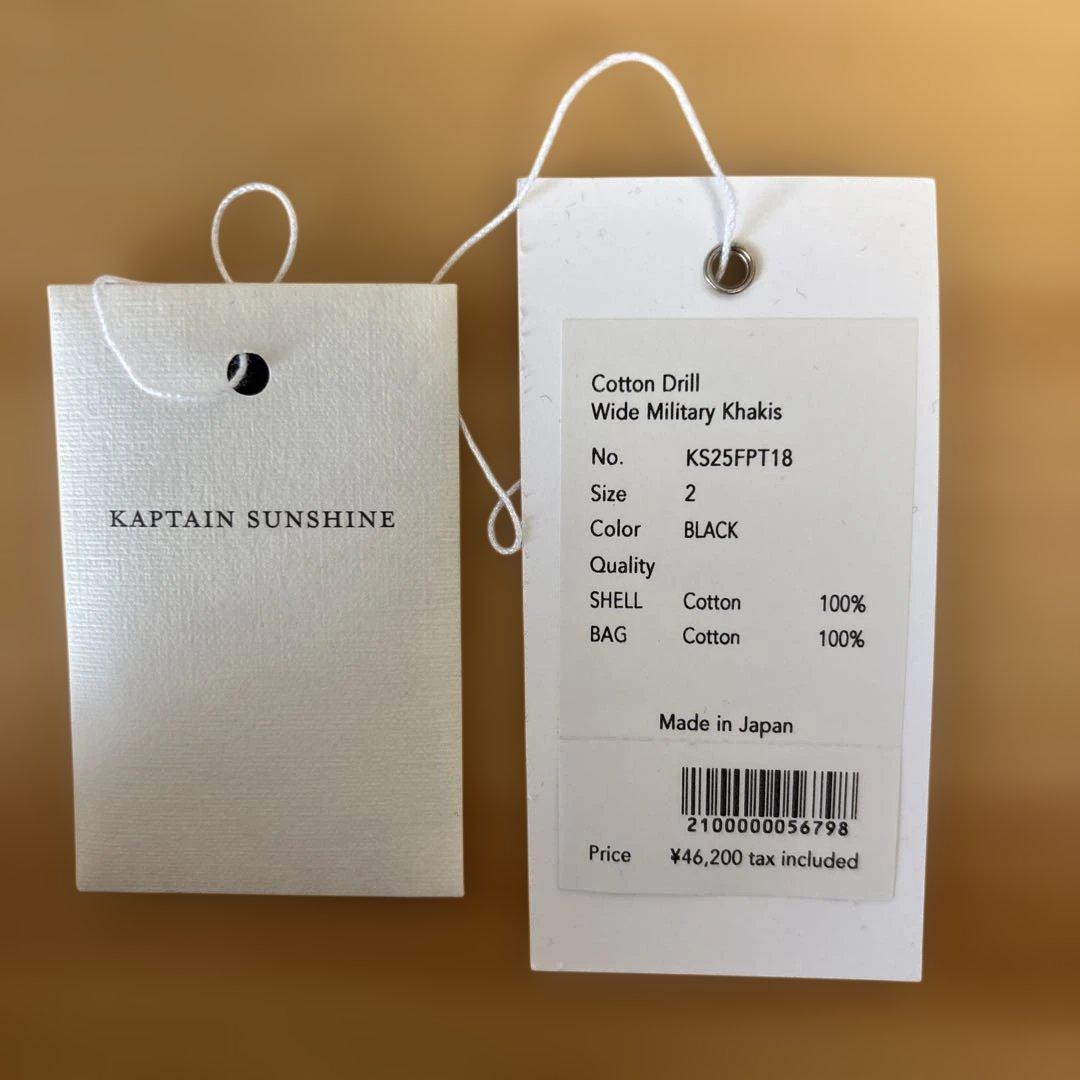 KAPTAIN SUNSHINE
Cotton Drill
Wide Military Khakis
No. KS25FPT18
Size 2
Color BLACK
Quality
SHELL Cotton 100%
BAG Cotton 100%
Made in Japan
2100000056798
Price ¥46,200 tax included